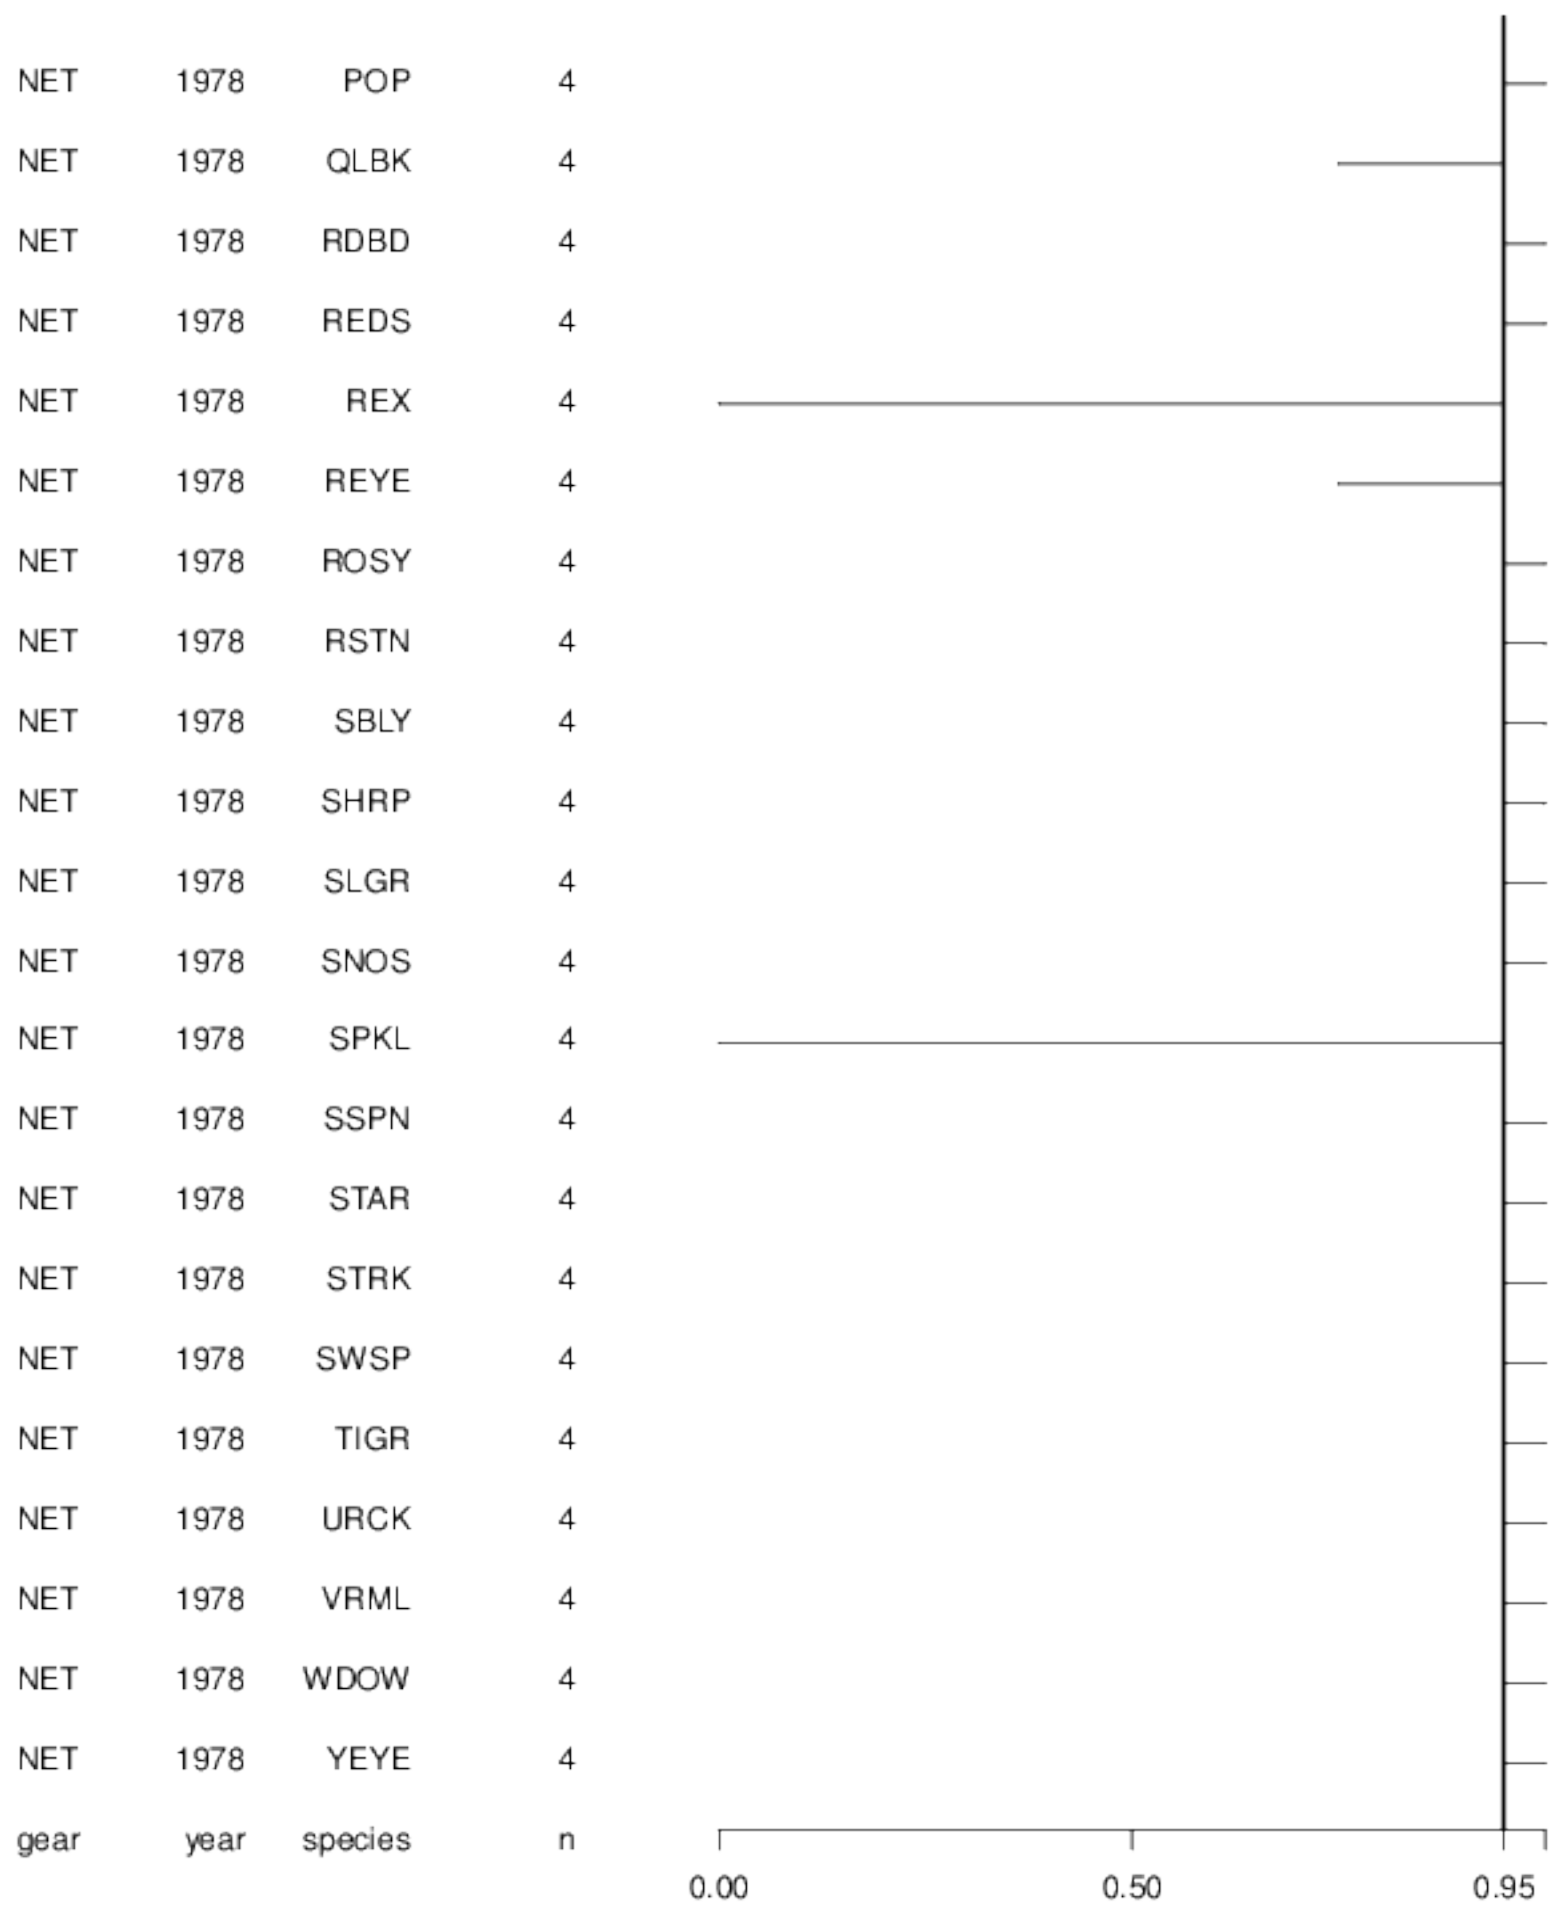 NET 1978 POP 4
NET 1978 QLBK 4
NET 1978 RDBD 4
NET 1978 REDS 4
NET 1978 REX 4
NET 1978 REYE 4
NET 1978 ROSY 4
NET 1978 RSTN 4
NET 1978 SBLY 4
NET 1978 SHRP 4
NET 1978 SLGR 4
NET 1978 SNOS 4
NET 1978 SPKL 4
NET 1978 SSPN 4
NET 1978 STAR 4
NET 1978 STRK 4
NET 1978 SWSP 4
NET 1978 TIGR 4
NET 1978 URCK 4
NET 1978 VRML 4
NET 1978 WDOW 4
NET 1978 YEYE 4
gear year species n
0.00 0.50 0.95